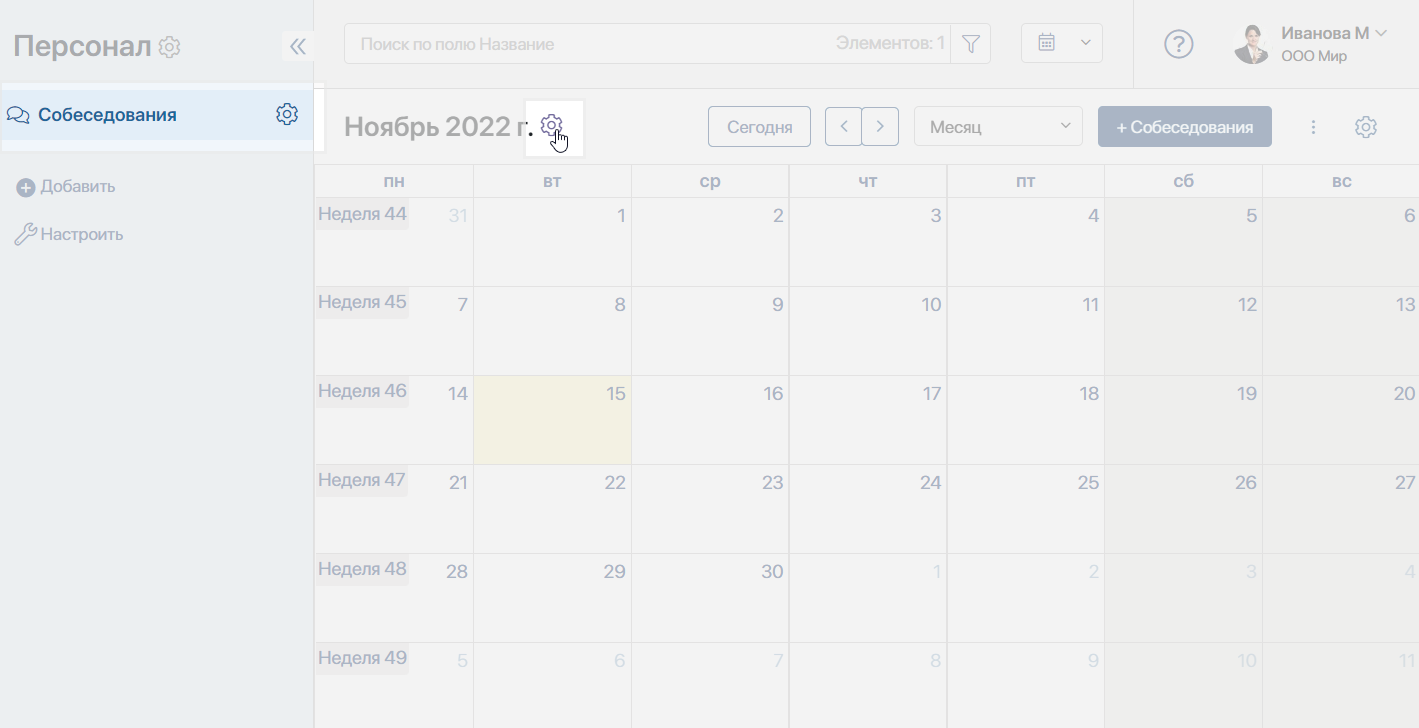 Персонал
Поиск по полю Название
Элементов: 1
?
Иванова М
ООО Мир
Собеседования
Добавить
Настроить
Ноябрь 2022 г.
Сегодня
Месяц
+ Собеседования
пн вт ср чт пт сб вс
Неделя 44 31 1 2 3 4 5 6
Неделя 45 7 8 9 10 11 12 13
Неделя 46 14 15 16 17 18 19 20
Неделя 47 21 22 23 24 25 26 27
Неделя 48 28 29 30 1 2 3 4
Неделя 49 5 6 7 8 9 10 11